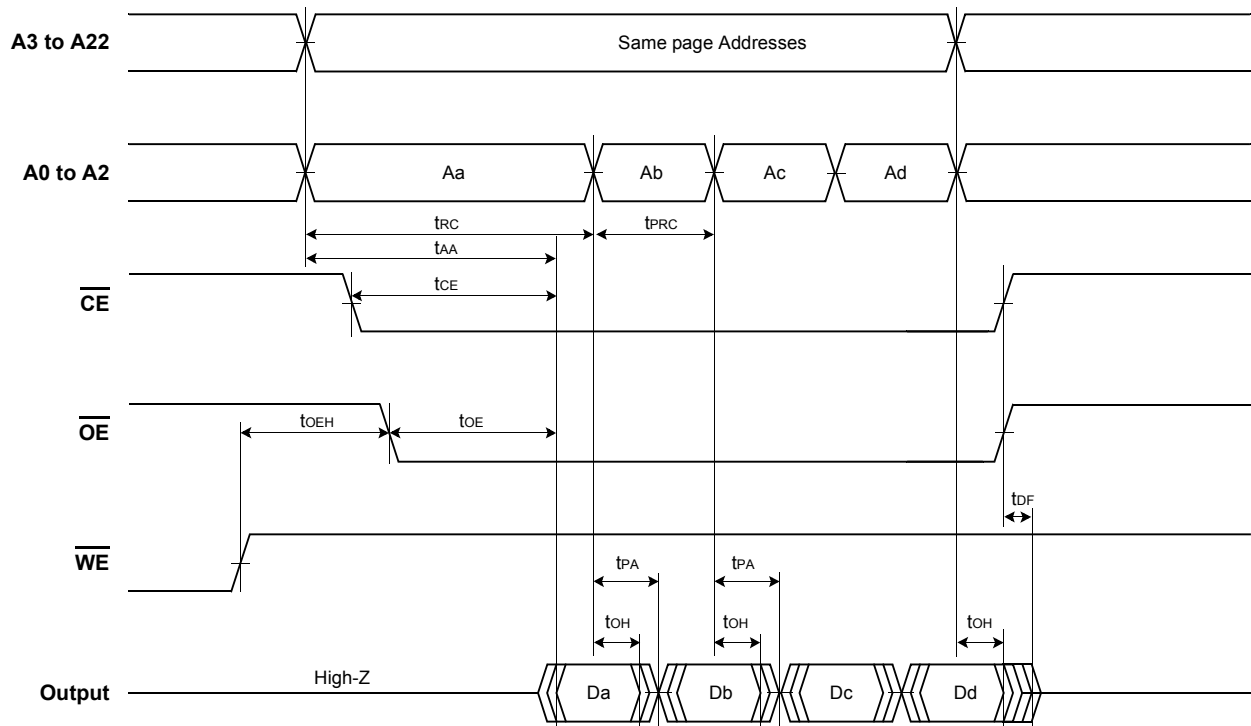 A3 to A22
Same page Addresses
A0 to A2
Aa
Ab
Ac
Ad
tRC
tPRC
tAA
CE
tCE
OE
tOEH
tOE
tDF
WE
tPA
tPA
tOH
tOH
tOH
High-Z
Output
Da
Db
Dc
Dd